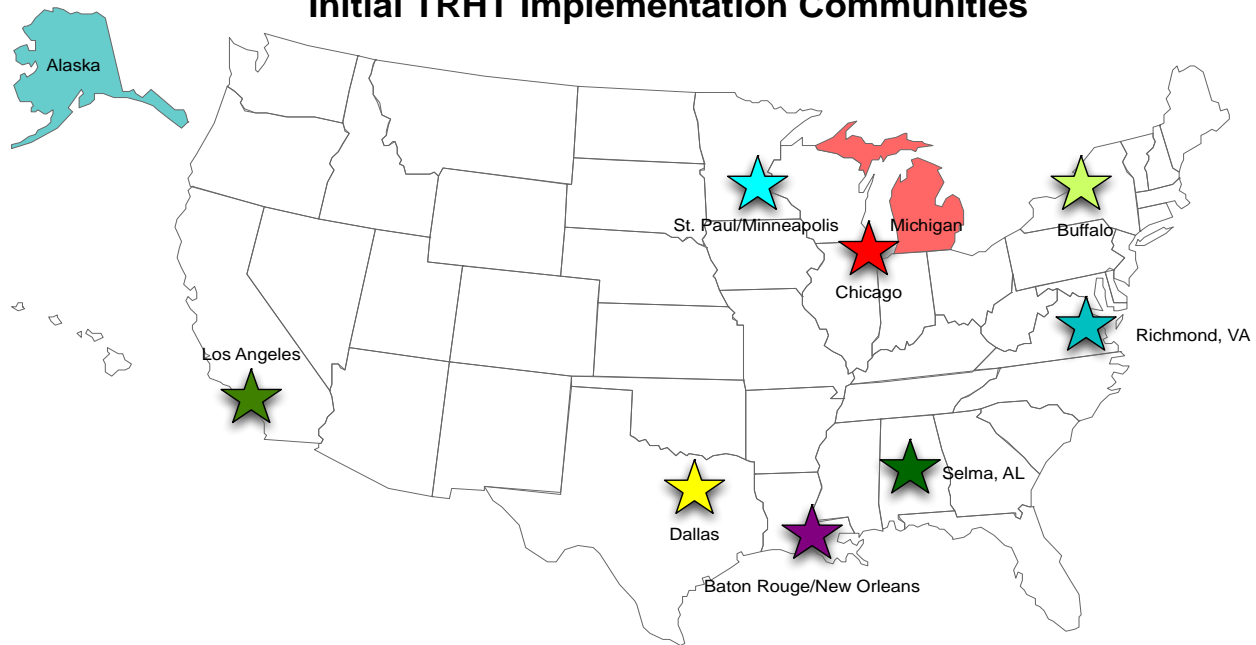 Initial TRHT Implementation Communities
Alaska
St. Paul/Minneapolis
Michigan
Buffalo
Chicago
Richmond, VA
Los Angeles
Selma, AL
Dallas
Baton Rouge/New Orleans